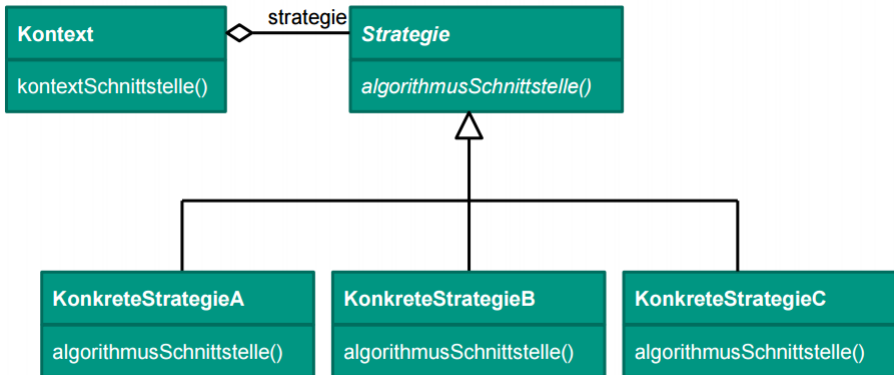 strategie
Kontext
kontextSchnittstelle()
Strategie
algorithmusSchnittstelle()
KonkreteStrategieA
algorithmusSchnittstelle()
KonkreteStrategieB
algorithmusSchnittstelle()
KonkreteStrategieC
algorithmusSchnittstelle()